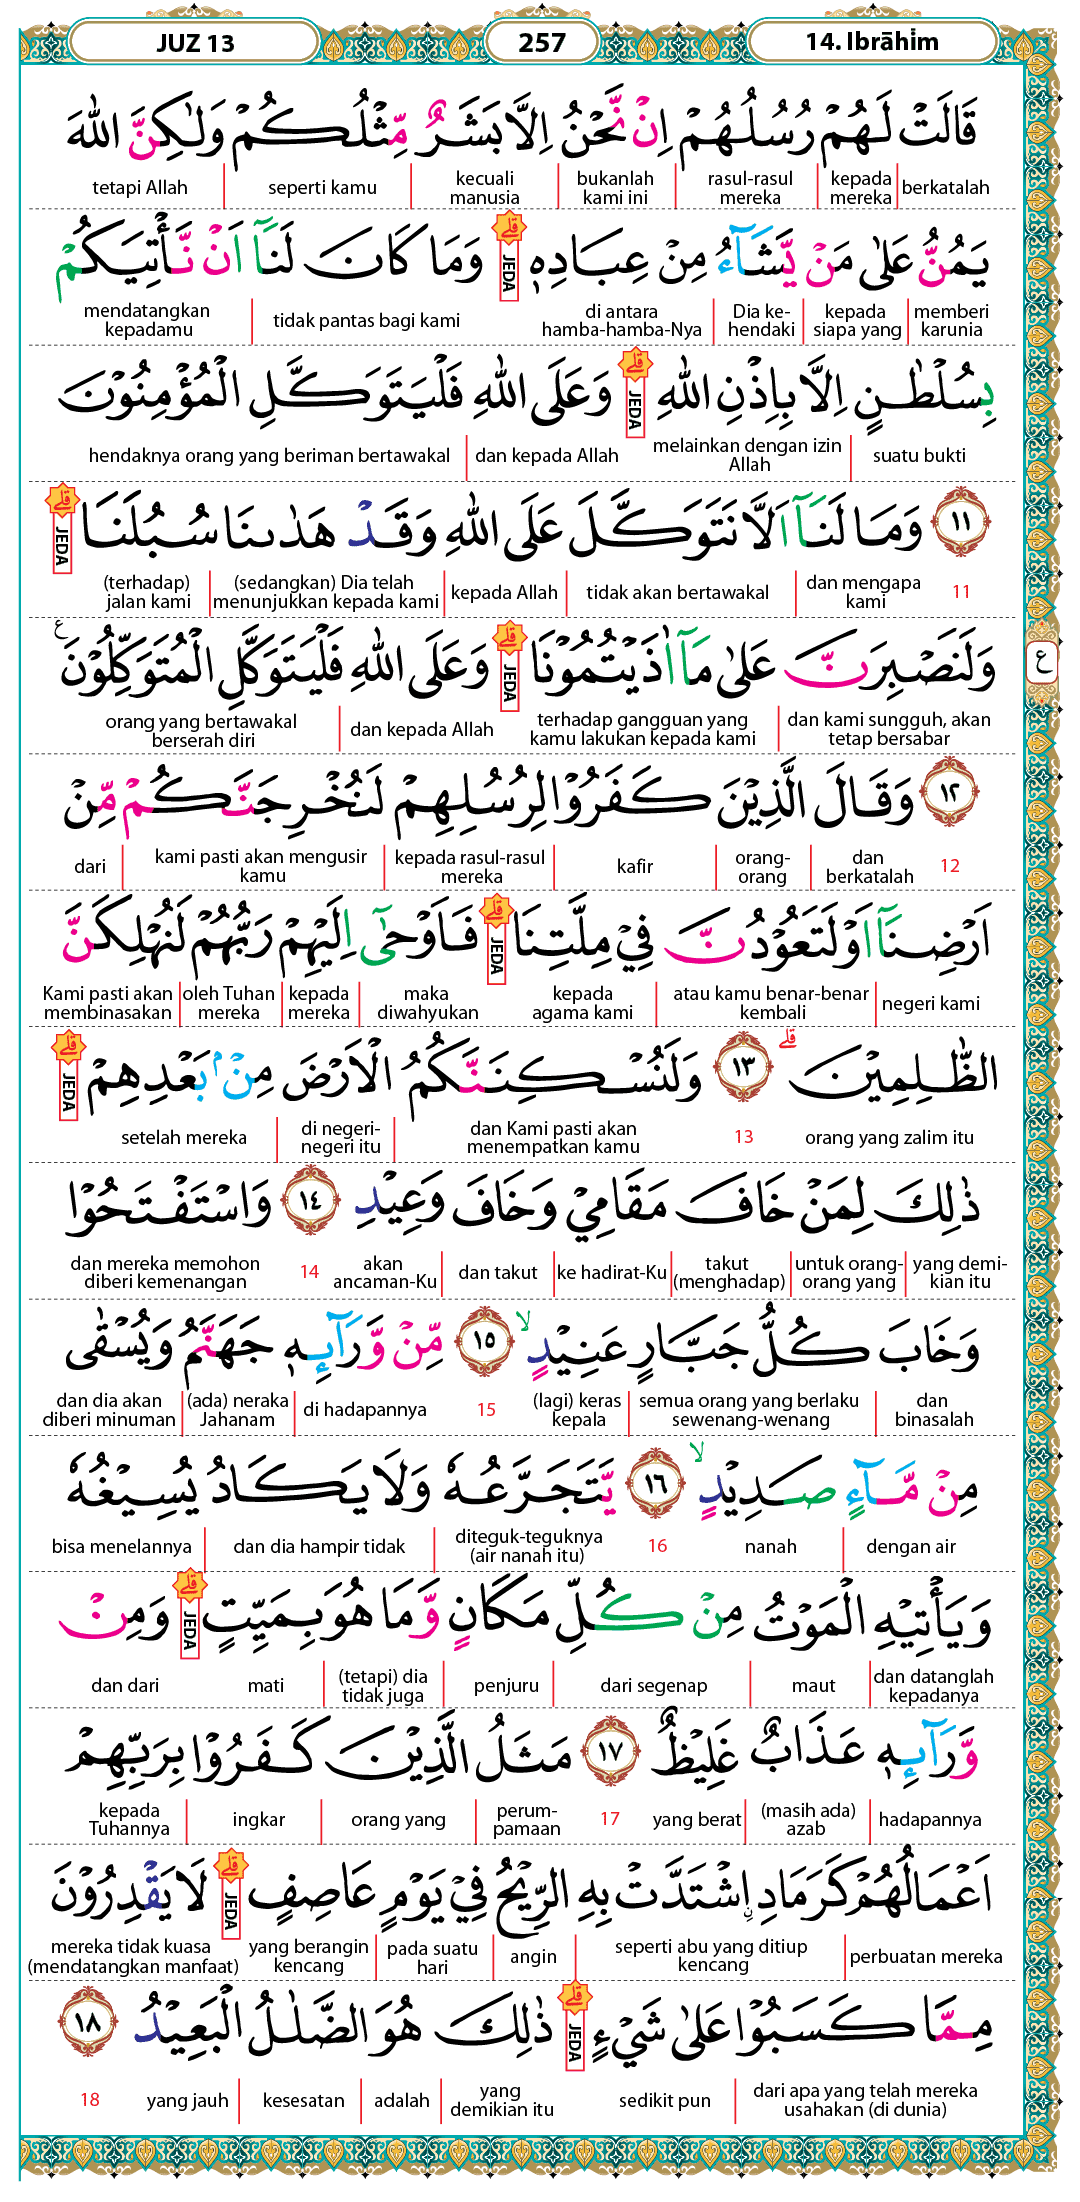 JUZ 13
257
14. Ibrāhim
قَالَتْ لَهُمْ رُسُلُهُمْ اِنْ نَّحْنُ اِلَّا بَشَرٌ مِّثْلُكُمْ وَلٰكِنَّ اللّٰهَ
berkatalah | kepada mereka | rasul-rasul mereka | bukanlah kami ini | kecuali manusia | seperti kamu | tetapi Allah
يَمُنُّ عَلٰى مَنْ يَّشَاۤءُ مِنْ عِبَادِهٖ ۗ وَمَا كَانَ لَنَآ اَنْ نَّأْتِيَكُمْ
JEDA
memberi karunia | kepada siapa yang | Dia ke-hendaki | di antara hamba-hamba-Nya | tidak pantas bagi kami | mendatangkan kepadamu
بِسُلْطٰنٍ اِلَّا بِاِذْنِ اللّٰهِ ۗ وَعَلَى اللّٰهِ فَلْيَتَوَكَّلِ الْمُؤْمِنُوْنَ
JEDA
suatu bukti | melainkan dengan izin Allah | dan kepada Allah | hendaknya orang yang beriman bertawakal
١١ وَمَا لَنَآ اَلَّا نَتَوَكَّلَ عَلَى اللّٰهِ وَقَدْ هَدٰىنَا سُبُلَنَا ۗ
JEDA
11 | dan mengapa kami | tidak akan bertawakal | kepada Allah | (sedangkan) Dia telah menunjukkan kepada kami | (terhadap) jalan kami
وَلَنَصْبِرَنَّ عَلٰى مَآ اٰذَيْتُمُوْنَا ۗ وَعَلَى اللّٰهِ فَلْيَتَوَكَّلِ الْمُتَوَكِّلُوْنَ ࣖ
JEDA
ع
dan kami sungguh, akan tetap bersabar | terhadap gangguan yang kamu lakukan kepada kami | dan kepada Allah | orang yang bertawakal berserah diri
١٢ وَقَالَ الَّذِيْنَ كَفَرُوْا لِرُسُلِهِمْ لَنُخْرِجَنَّكُمْ مِّنْ
12 | dan berkatalah | orang-orang | kafir | kepada rasul-rasul mereka | kami pasti akan mengusir kamu | dari
اَرْضِنَآ اَوْ لَتَعُوْدُنَّ فِيْ مِلَّتِنَا ۗ فَاَوْحٰٓى اِلَيْهِمْ رَبُّهُمْ لَنُهْلِكَنَّ
JEDA
negeri kami | atau kamu benar-benar kembali | kepada agama kami | maka diwahyukan | kepada mereka | oleh Tuhan mereka | Kami pasti akan membinasakan
الظّٰلِمِيْنَ ۗ ١٣ وَلَنُسْكِنَنَّكُمُ الْاَرْضَ مِنْۢ بَعْدِهِمْ ۗ
JEDA
orang yang zalim itu | 13 | dan Kami pasti akan menempatkan kamu | di negeri-negeri itu | setelah mereka
ذٰلِكَ لِمَنْ خَافَ مَقَامِيْ وَخَافَ وَعِيْدِ ١٤ وَاسْتَفْتَحُوْا
yang demi-kian itu | untuk orang-orang yang | takut (menghadap) | ke hadirat-Ku | dan takut | akan ancaman-Ku | 14 | dan mereka memohon diberi kemenangan
وَخَابَ كُلُّ جَبَّارٍ عَنِيْدٍ ۙ ١٥ مِّنْ وَّرَاۤىِٕهٖ جَهَنَّمُ وَيُسْقٰى
dan binasalah | semua orang yang berlaku sewenang-wenang | (lagi) keras kepala | 15 | di hadapannya | (ada) neraka Jahanam | dan dia akan diberi minuman
مِنْ مَّاۤءٍ صَدِيْدٍ ۙ ١٦ يَّتَجَرَّعُهٗ وَلَا يَكَادُ يُسِيْغُهٗ
dengan air | nanah | 16 | diteguk-teguknya (air nanah itu) | dan dia hampir tidak | bisa menelannya
وَيَأْتِيْهِ الْمَوْتُ مِنْ كُلِّ مَكَانٍ وَّمَا هُوَ بِمَيِّتٍ ۗ وَمِنْ
JEDA
dan datanglah kepadanya | maut | dari segenap | penjuru | (tetapi) dia tidak juga | mati | dan dari
وَّرَاۤىِٕهٖ عَذَابٌ غَلِيْظٌ ١٧ مَثَلُ الَّذِيْنَ كَفَرُوْا بِرَبِّهِمْ
hadapannya | (masih ada) azab | yang berat | 17 | perum-pamaan | orang yang | ingkar | kepada Tuhannya
اَعْمَالُهُمْ كَرَمَادِ ِۨاشْتَدَّتْ بِهِ الرِّيْحُ فِيْ يَوْمٍ عَاصِفٍ ۗ لَا يَقْدِرُوْنَ
JEDA
perbuatan mereka | seperti abu yang ditiup kencang | angin | pada suatu hari | yang berangin kencang | mereka tidak kuasa (mendatangkan manfaat)
مِمَّا كَسَبُوْا عَلٰى شَيْءٍ ۗ ذٰلِكَ هُوَ الضَّلٰلُ الْبَعِيْدُ ١٨
JEDA
dari apa yang telah mereka usahakan (di dunia) | sedikit pun | yang demikian itu | adalah | kesesatan | yang jauh | 18